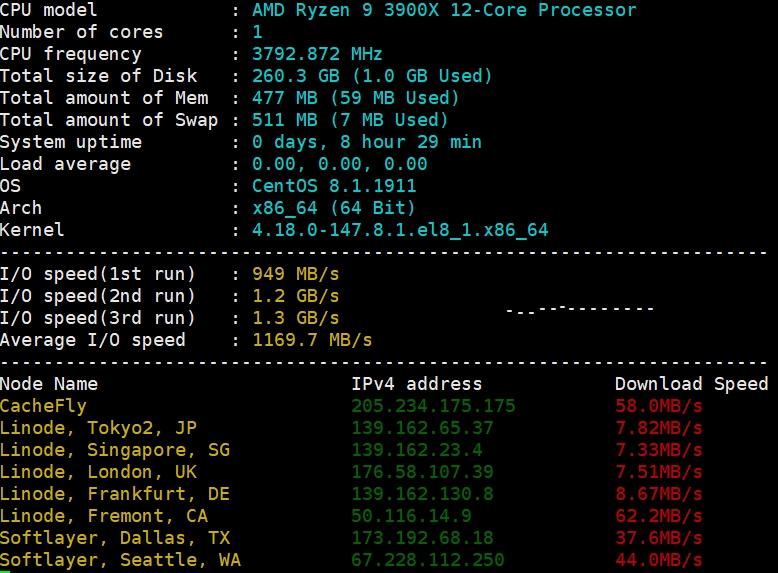 CPU model            : AMD Ryzen 9 3900X 12-Core Processor
Number of cores      : 1
CPU frequency        : 3792.872 MHz
Total size of Disk   : 260.3 GB (1.0 GB Used)
Total amount of Mem  : 477 MB (59 MB Used)
Total amount of Swap : 511 MB (7 MB Used)
System uptime        : 0 days, 8 hour 29 min
Load average         : 0.00, 0.00, 0.00
OS                   : CentOS 8.1.1911
Arch                 : x86_64 (64 Bit)
Kernel               : 4.18.0-147.8.1.el8_1.x86_64
----------------------------------------------------------------------
I/O speed(1st run)   : 949 MB/s
I/O speed(2nd run)   : 1.2 GB/s
I/O speed(3rd run)   : 1.3 GB/s
Average I/O speed    : 1169.7 MB/s
----------------------------------------------------------------------
Node Name                       IPv4 address            Download Speed
CacheFly                        205.234.175.175         58.0MB/s
Linode, Tokyo2, JP              139.162.65.37           7.82MB/s
Linode, Singapore, SG           139.162.23.4            7.33MB/s
Linode, London, UK              176.58.107.39           7.51MB/s
Linode, Frankfurt, DE           139.162.130.8           8.67MB/s
Linode, Fremont, CA             50.116.14.9             62.2MB/s
Softlayer, Dallas, TX           173.192.68.18           37.6MB/s
Softlayer, Seattle, WA          67.228.112.250          44.0MB/s